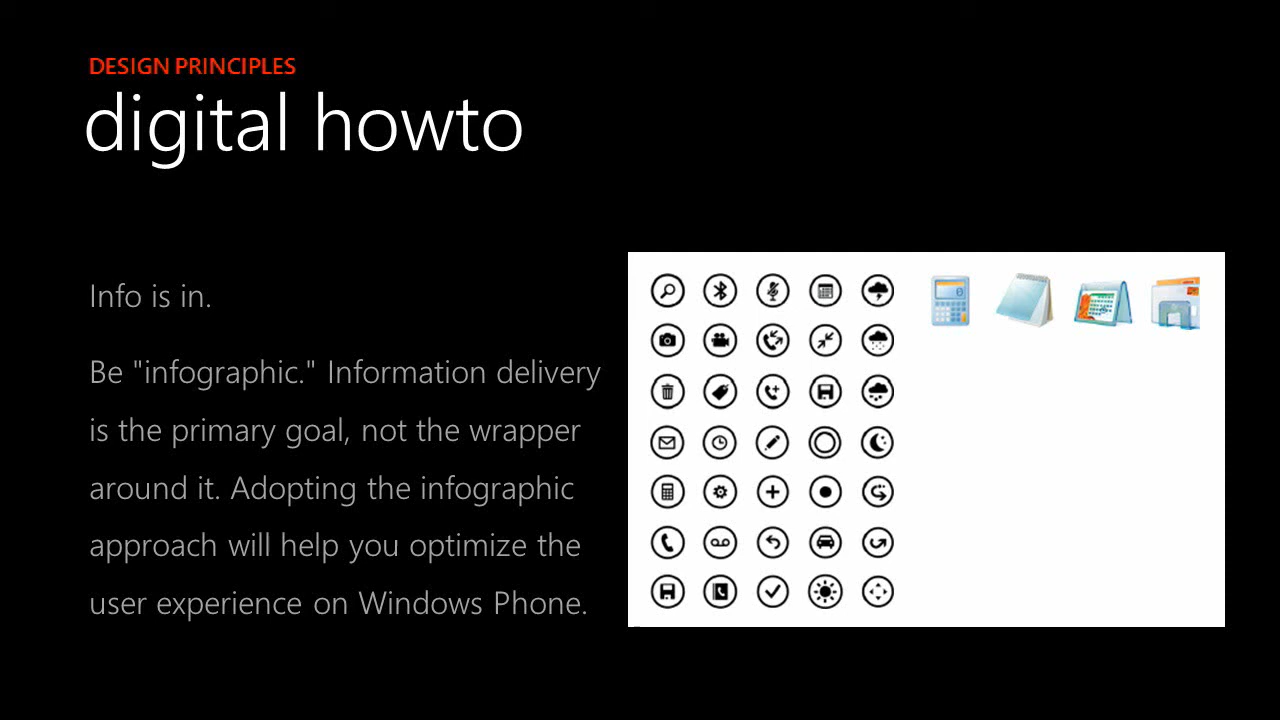 DESIGN PRINCIPLES
digital howto
Info is in.
Be "infographic." Information delivery
is the primary goal, not the wrapper
around it. Adopting the infographic
approach will help you optimize the
user experience on Windows Phone.